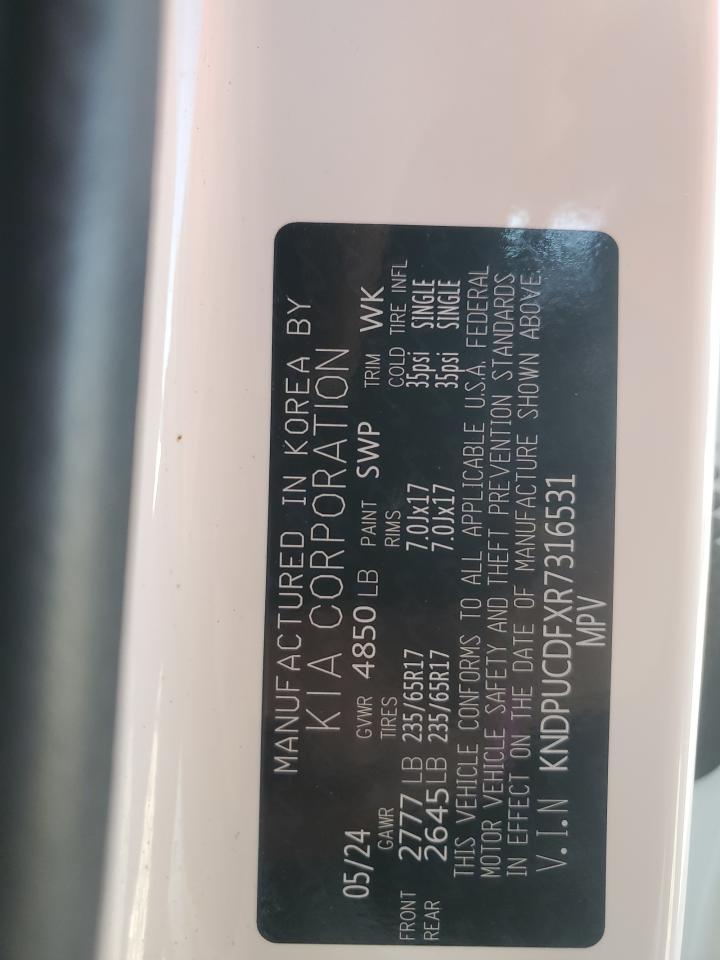 MANUFACTURED IN KOREA BY
KIA CORPORATION
05/24 GVWR 4850 LB PAINT SWP TRIM WK
GAWR TIRES RIMS COLD TIRE INFL
FRONT 2777 LB 235/65R17 7.0Jx17 35psi SINGLE
REAR 2645 LB 235/65R17 7.0Jx17 35psi SINGLE
THIS VEHICLE CONFORMS TO ALL APPLICABLE U.S.A. FEDERAL
MOTOR VEHICLE SAFETY AND THEFT PREVENTION STANDARDS
IN EFFECT ON THE DATE OF MANUFACTURE SHOWN ABOVE.
V.I.N KNDPUCDFXR7316531
MPV